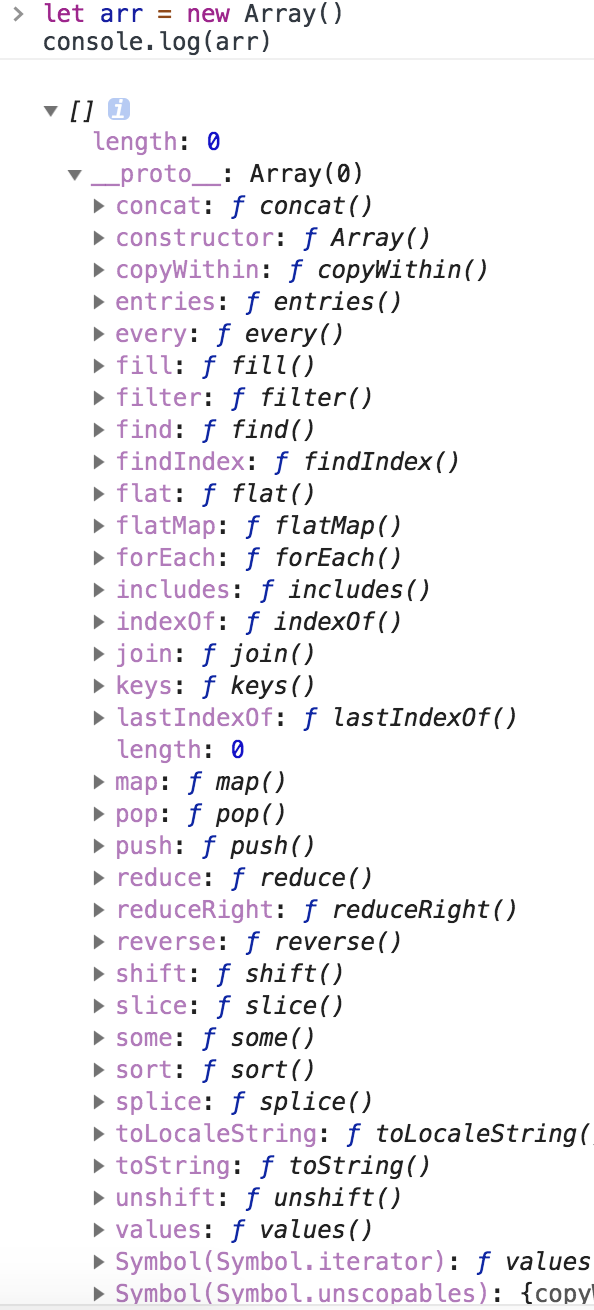 > let arr = new Array()
console.log(arr)
▼ [] i
length: 0
▼ __proto__: Array(0)
▶ concat: ƒ concat()
▶ constructor: ƒ Array()
▶ copyWithin: ƒ copyWithin()
▶ entries: ƒ entries()
▶ every: ƒ every()
▶ fill: ƒ fill()
▶ filter: ƒ filter()
▶ find: ƒ find()
▶ findIndex: ƒ findIndex()
▶ flat: ƒ flat()
▶ flatMap: ƒ flatMap()
▶ forEach: ƒ forEach()
▶ includes: ƒ includes()
▶ indexOf: ƒ indexOf()
▶ join: ƒ join()
▶ keys: ƒ keys()
▶ lastIndexOf: ƒ lastIndexOf()
length: 0
▶ map: ƒ map()
▶ pop: ƒ pop()
▶ push: ƒ push()
▶ reduce: ƒ reduce()
▶ reduceRight: ƒ reduceRight()
▶ reverse: ƒ reverse()
▶ shift: ƒ shift()
▶ slice: ƒ slice()
▶ some: ƒ some()
▶ sort: ƒ sort()
▶ splice: ƒ splice()
▶ toLocaleString: ƒ toLocaleString(
▶ toString: ƒ toString()
▶ unshift: ƒ unshift()
▶ values: ƒ values()
▶ Symbol(Symbol.iterator): ƒ values
▶ Symbol(Symbol.unscopables): {copyW